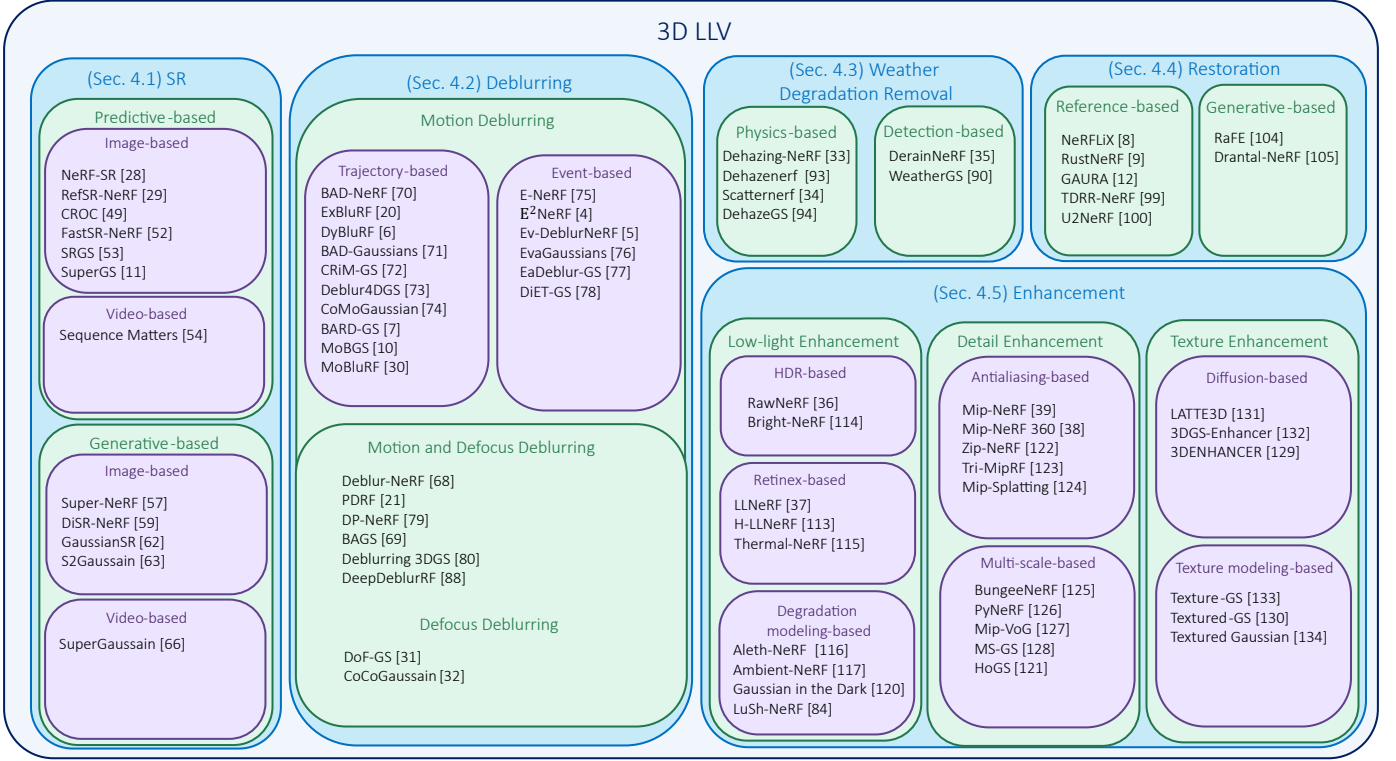 3D LLV
(Sec. 4.1) SR
Predictive-based
Image-based
NeRF-SR [28]
RefSR-NeRF [29]
CROC [49]
FastSR-NeRF [52]
SRGS [53]
SuperGS [11]
Video-based
Sequence Matters [54]
Generative-based
Image-based
Super-NeRF [57]
DiSR-NeRF [59]
GaussianSR [62]
S2Gaussain [63]
Video-based
SuperGaussain [66]
(Sec. 4.2) Deblurring
Motion Deblurring
Trajectory-based
BAD-NeRF [70]
ExBluRF [20]
DyBluRF [6]
BAD-Gaussians [71]
CRiM-GS [72]
Deblur4DGS [73]
CoMoGaussian [74]
BARD-GS [7]
MoBGS [10]
MoBluRF [30]
Event-based
E-NeRF [75]
E²NeRF [4]
Ev-DeblurNeRF [5]
EvaGaussians [76]
EaDeblur-GS [77]
DiET-GS [78]
Motion and Defocus Deblurring
Deblur-NeRF [68]
PDRF [21]
DP-NeRF [79]
BAGS [69]
Deblurring 3DGS [80]
DeepDeblurRF [88]
Defocus Deblurring
DoF-GS [31]
CoCoGaussain [32]
(Sec. 4.3) Weather
Degradation Removal
Physics-based
Dehazing-NeRF [33]
Dehazenerf [93]
Scatternerf [34]
DehazeGS [94]
Detection-based
DerainNeRF [35]
WeatherGS [90]
(Sec. 4.4) Restoration
Reference-based
NeRFLiX [8]
RustNeRF [9]
GAURA [12]
TDRR-NeRF [99]
U2NeRF [100]
Generative-based
RaFE [104]
Drantal-NeRF [105]
(Sec. 4.5) Enhancement
Low-light Enhancement
HDR-based
RawNeRF [36]
Bright-NeRF [114]
Retinex-based
LLNeRF [37]
H-LLNeRF [113]
Thermal-NeRF [115]
Degradation
modeling-based
Aleth-NeRF [116]
Ambient-NeRF [117]
Gaussian in the Dark [120]
LuSh-NeRF [84]
Detail Enhancement
Antialiasing-based
Mip-NeRF [39]
Mip-NeRF 360 [38]
Zip-NeRF [122]
Tri-MipRF [123]
Mip-Splatting [124]
Multi-scale-based
BungeeNeRF [125]
PyNeRF [126]
Mip-VoG [127]
MS-GS [128]
HoGS [121]
Texture Enhancement
Diffusion-based
LATTE3D [131]
3DGS-Enhancer [132]
3DENHANCER [129]
Texture modeling-based
Texture-GS [133]
Textured-GS [130]
Textured Gaussian [134]